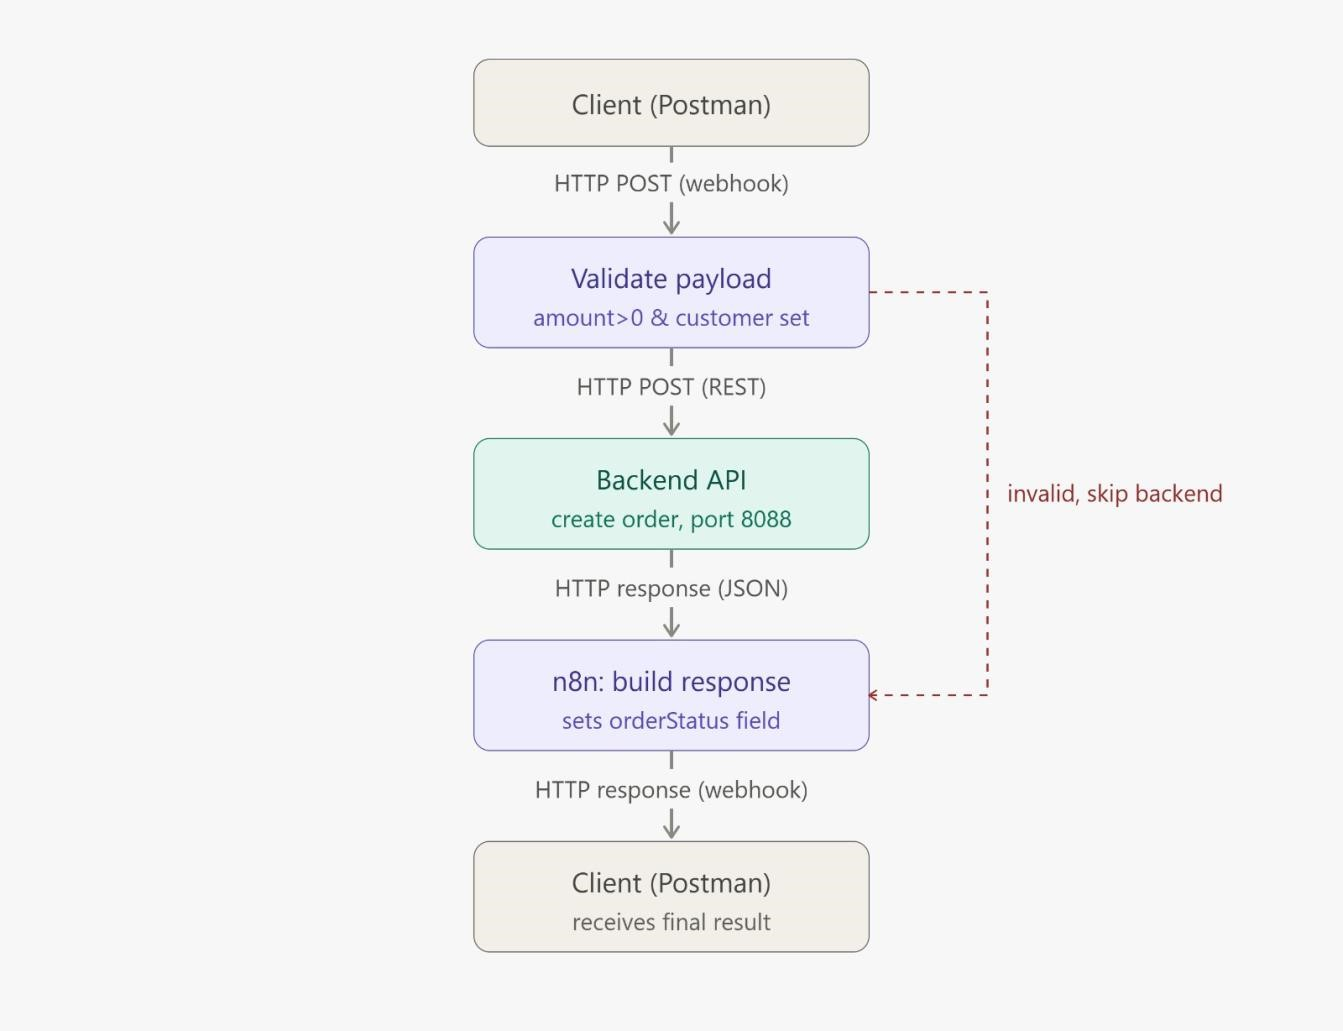 Client (Postman)
HTTP POST (webhook)
Validate payload
amount>0 & customer set
HTTP POST (REST)
Backend API
create order, port 8088
invalid, skip backend
HTTP response (JSON)
n8n: build response
sets orderStatus field
HTTP response (webhook)
Client (Postman)
receives final result